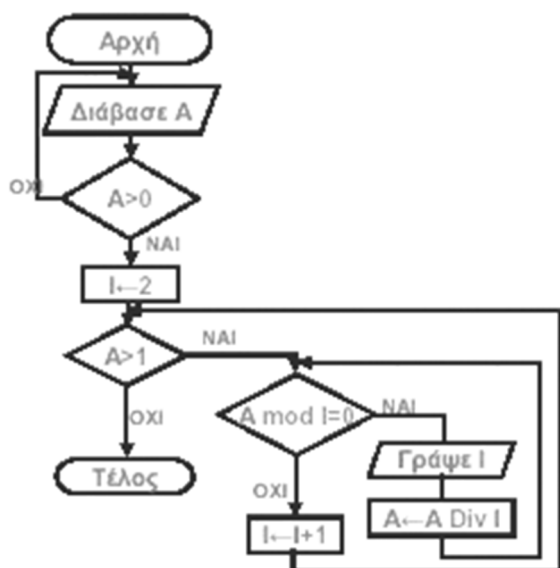 Αρχή
Διάβασε Α
ΟΧΙ
Α>0
ΝΑΙ
Ι←2
Α>1
ΝΑΙ
ΟΧΙ
Τέλος
Α mod Ι=0
ΝΑΙ
Γράψε Ι
ΟΧΙ
Ι←Ι+1
Α←Α Div Ι